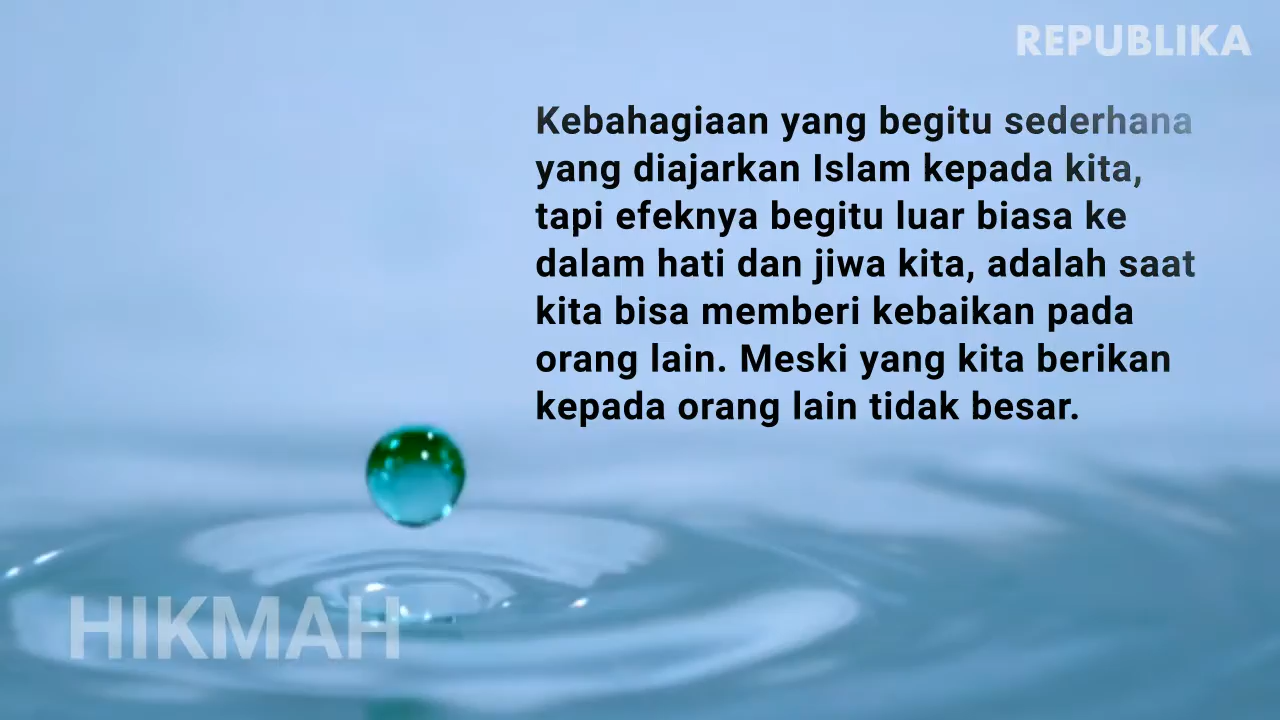 REPUBLIKA
Kebahagiaan yang begitu sederhana
yang diajarkan Islam kepada kita,
tapi efeknya begitu luar biasa ke
dalam hati dan jiwa kita, adalah saat
kita bisa memberi kebaikan pada
orang lain. Meski yang kita berikan
kepada orang lain tidak besar.
HIKMAH